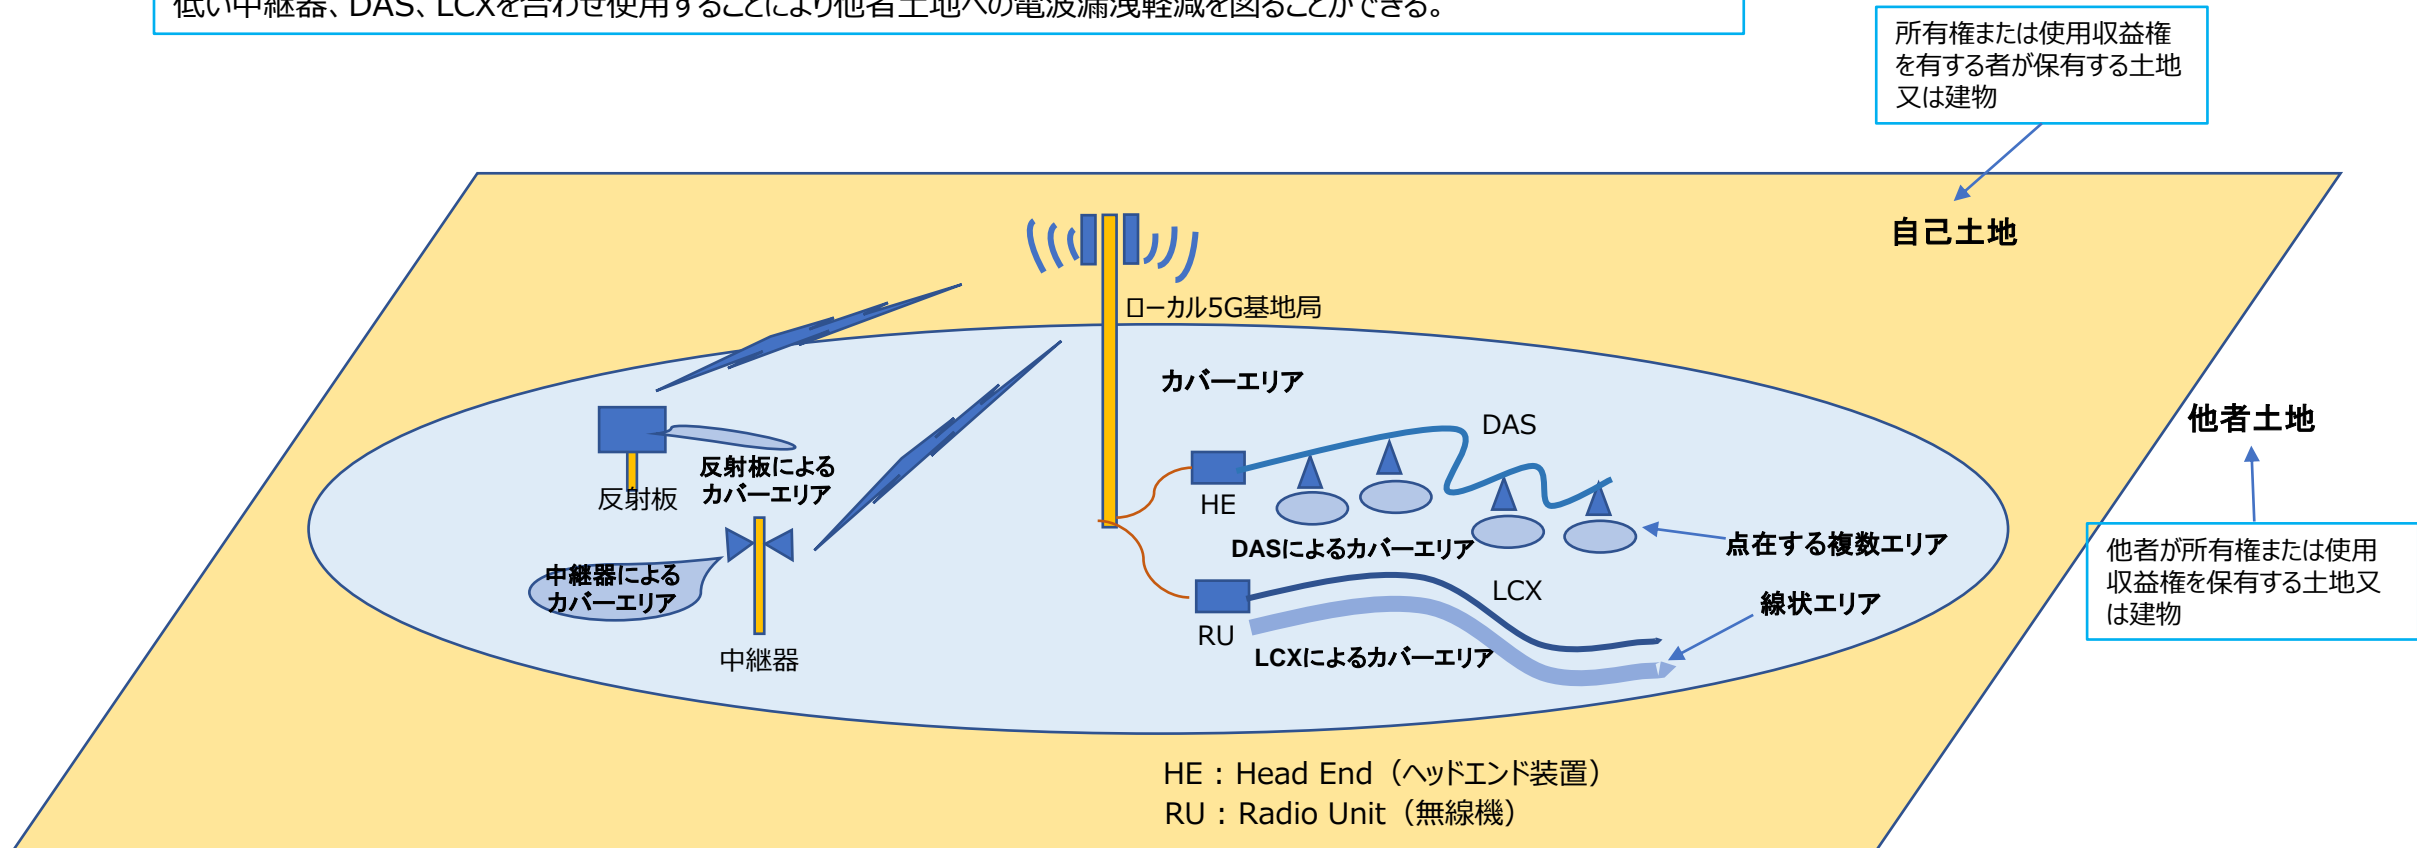 低い中継器、DAS、LCXを合わせ使用することにより他者土地への電波漏洩軽減を図ることができる。
所有権または使用収益権
を有する者が保有する土地
又は建物
自己土地
ローカル5G基地局
カバーエリア
他者土地
DAS
反射板による
カバーエリア
反射板
HE
DASによるカバーエリア
点在する複数エリア
他者が所有権または使用
収益権を保有する土地又
は建物
中継器による
カバーエリア
LCX
線状エリア
RU
LCXによるカバーエリア
中継器
HE：Head End（ヘッドエンド装置）
RU：Radio Unit（無線機）